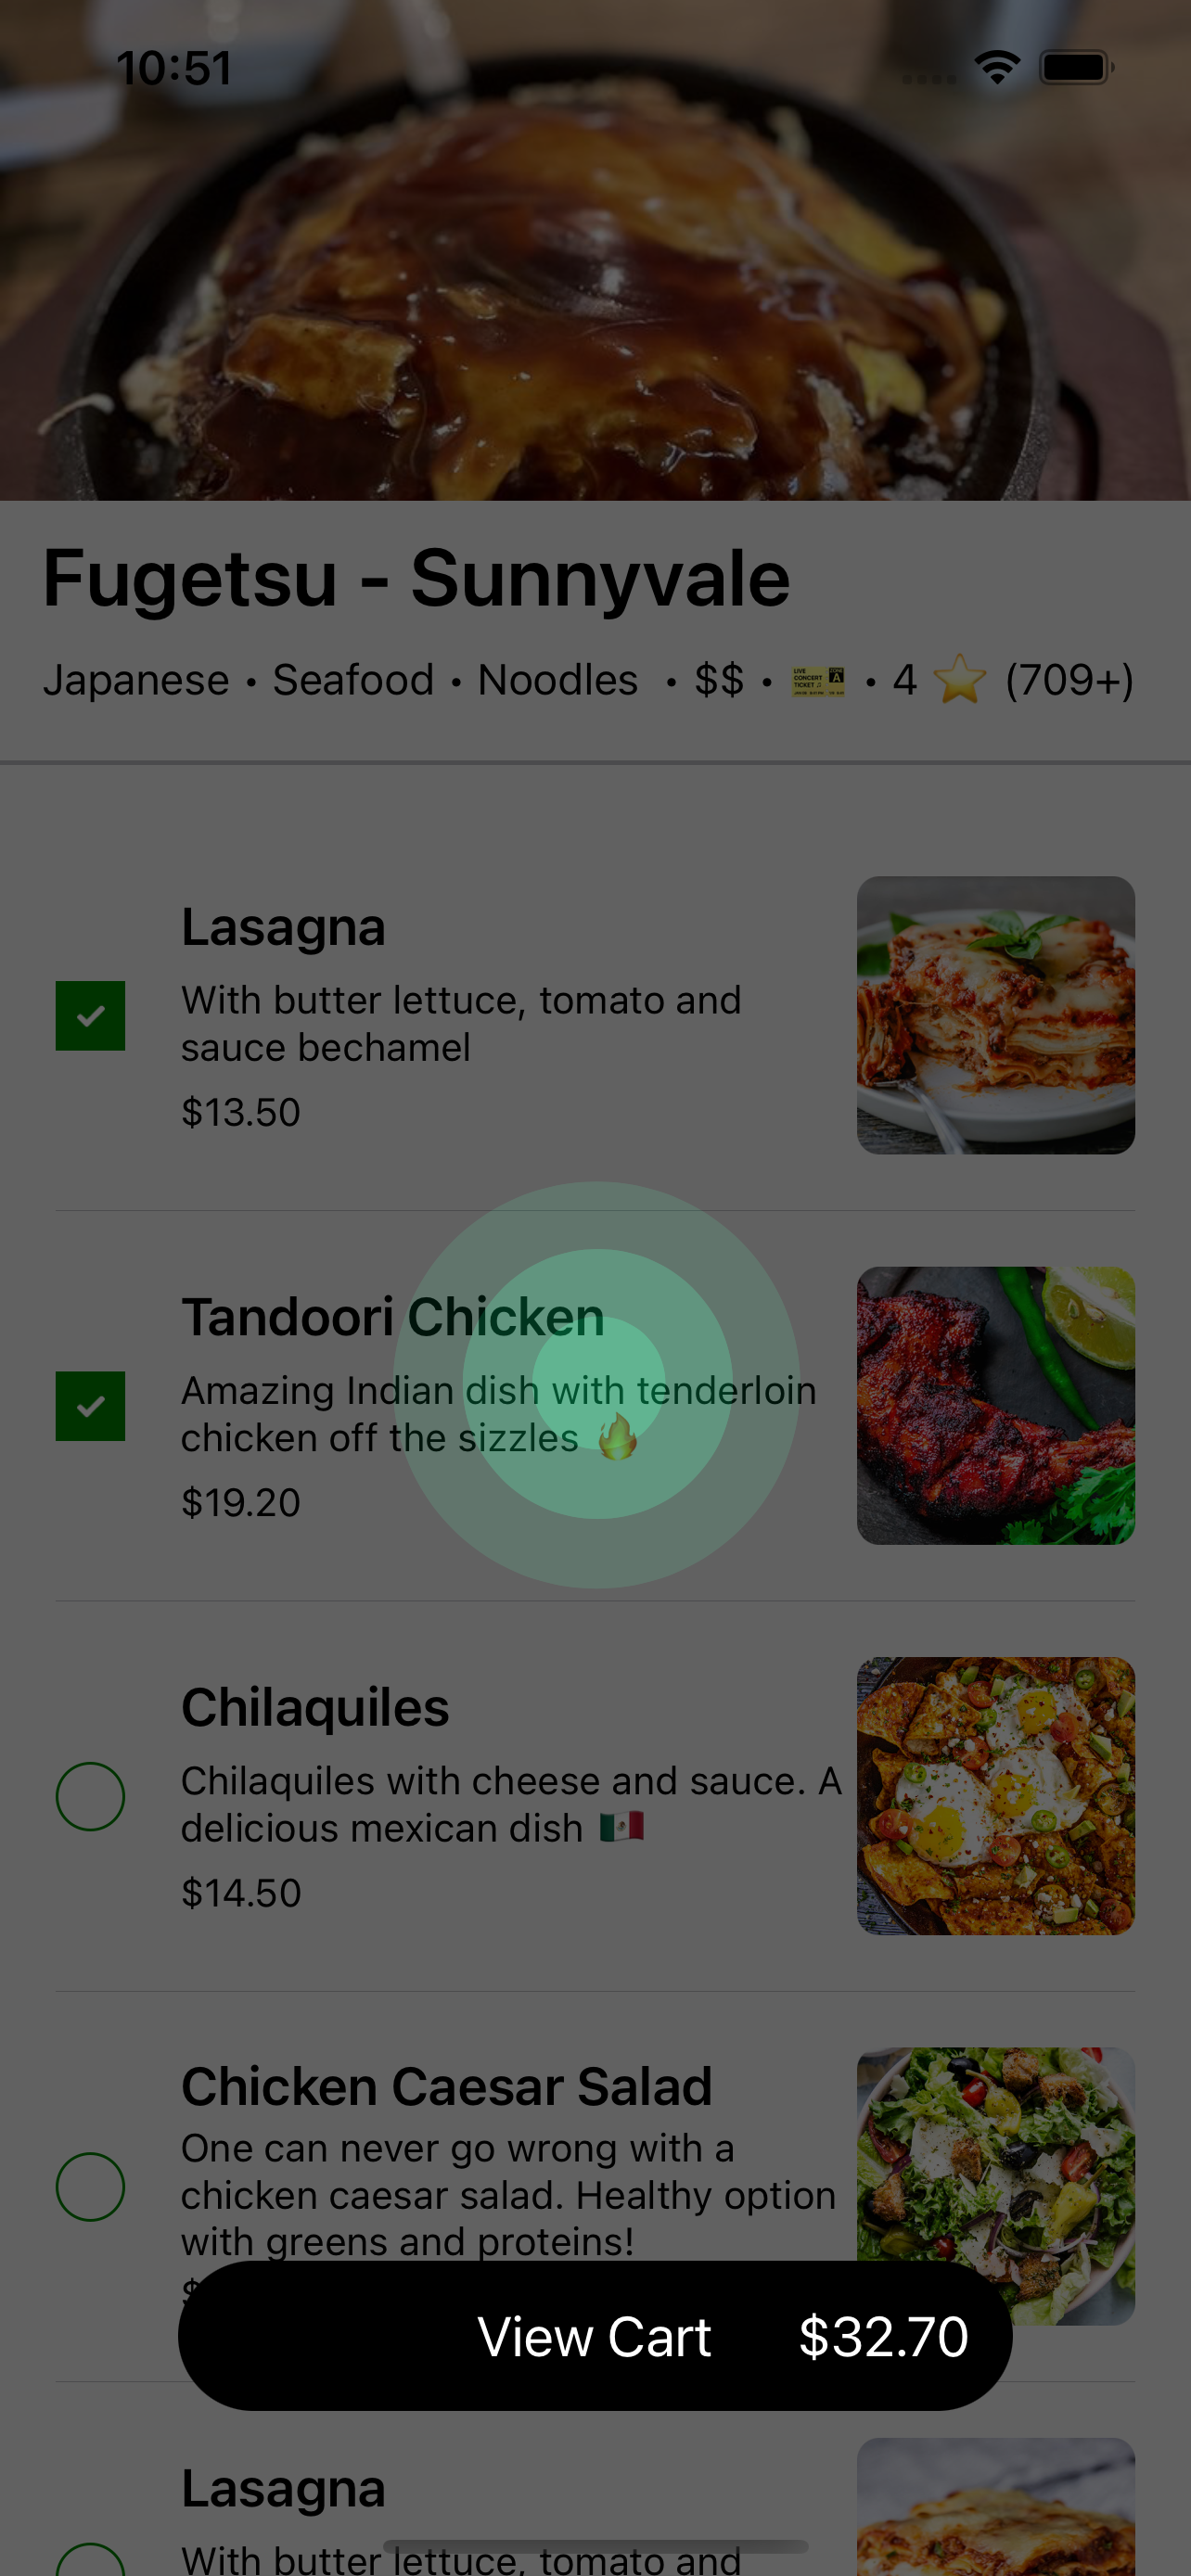 10:51
Fugetsu - Sunnyvale
Japanese • Seafood • Noodles • $$ • 🎫 • 4 ⭐ (709+)
Lasagna
With butter lettuce, tomato and
sauce bechamel
$13.50
Tandoori Chicken
Amazing Indian dish with tenderloin
chicken off the sizzles 🔥
$19.20
Chilaquiles
Chilaquiles with cheese and sauce. A
delicious mexican dish 🇲🇽
$14.50
Chicken Caesar Salad
One can never go wrong with a
chicken caesar salad. Healthy option
with greens and proteins!
View Cart $32.70
Lasagna
With butter lettuce, tomato and